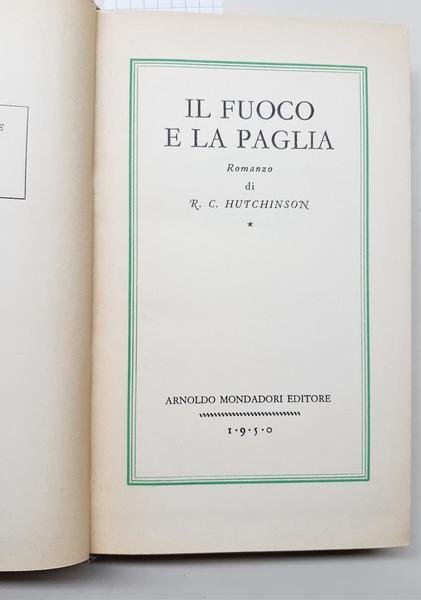 E
IL FUOCO
E LA PAGLIA
Romanzo
di
R. C. HUTCHINSON
*
ARNOLDO MONDADORI EDITORE
1•9•5•0